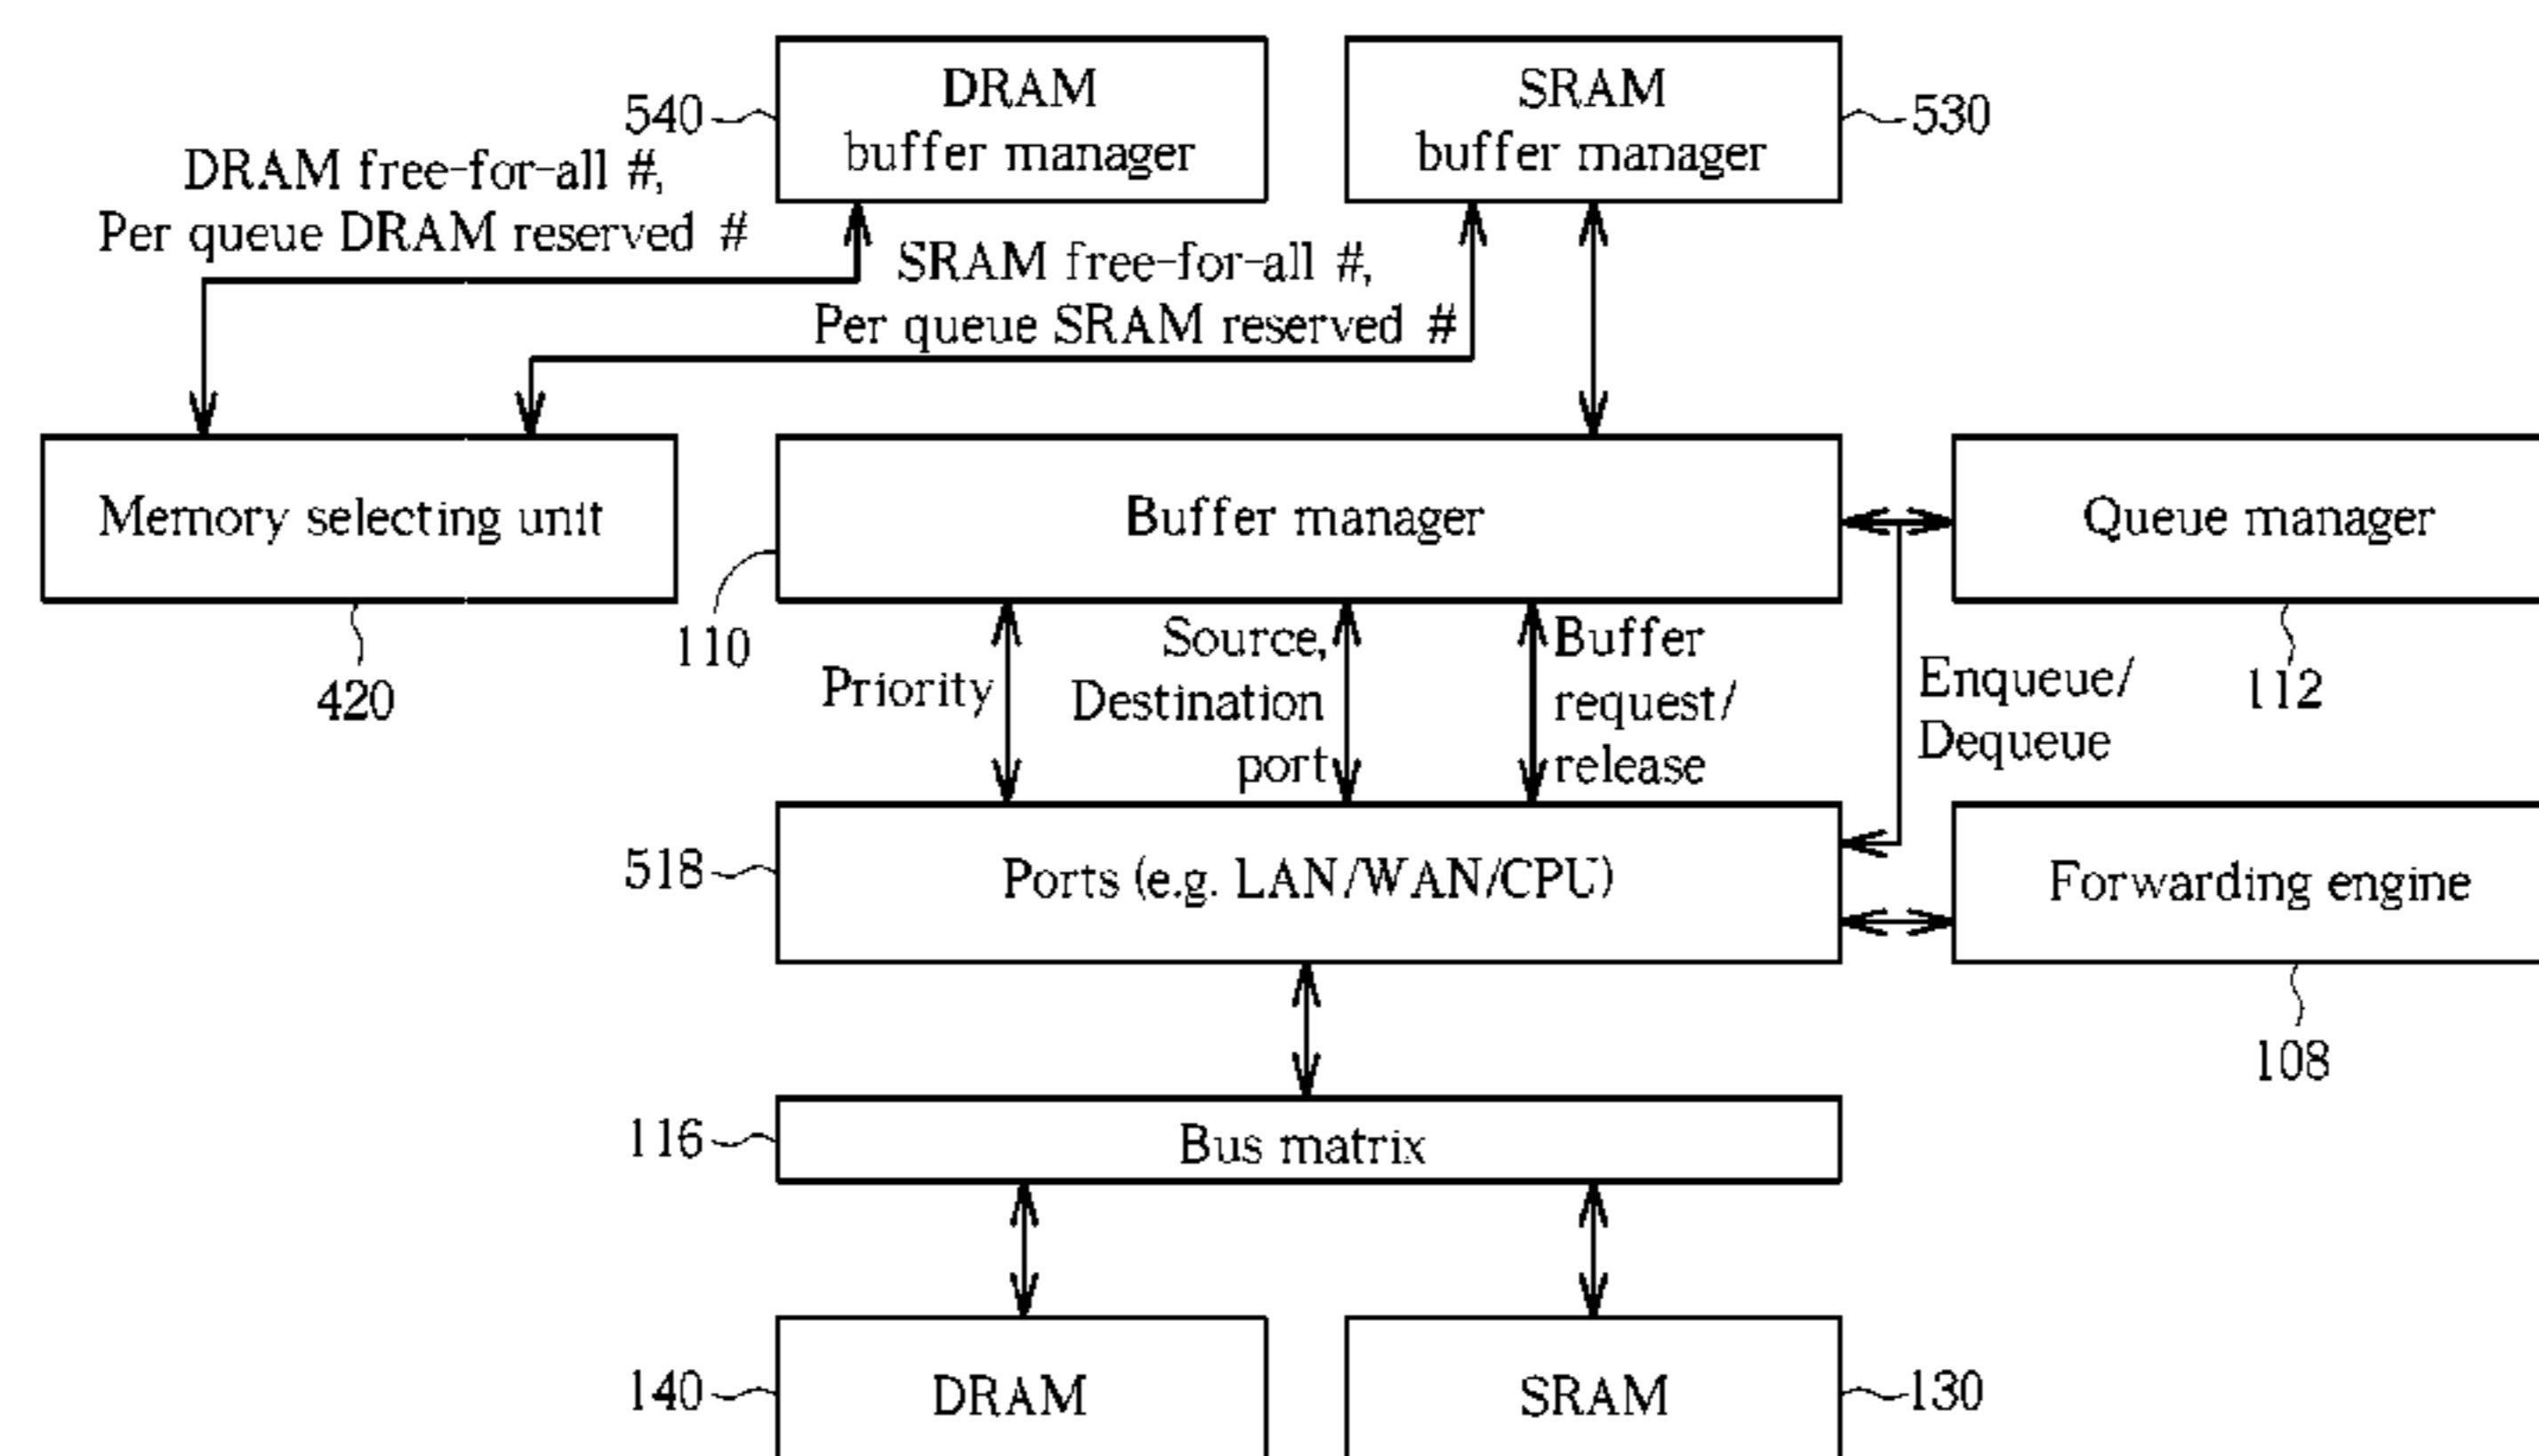 DRAM
buffer manager
540
SRAM
buffer manager
530
DRAM free-for-all #,
Per queue DRAM reserved #
SRAM free-for-all #,
Per queue SRAM reserved #
Memory selecting unit
420
Buffer manager
110
Queue manager
112
Priority
Source,
Destination
port
Buffer
request/
release
Enqueue/
Dequeue
518
Ports (e.g. LAN/WAN/CPU)
Forwarding engine
108
116
Bus matrix
140
DRAM
SRAM
130